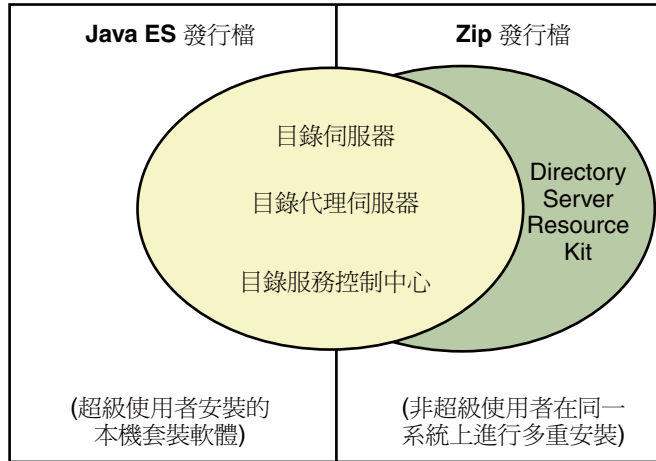 Java ES 發行檔
Zip 發行檔
目錄伺服器
目錄代理伺服器
目錄服務控制中心
Directory
Server
Resource
Kit
(超級使用者安裝的
本機套裝軟體)
(非超級使用者在同一
系統上進行多重安裝)